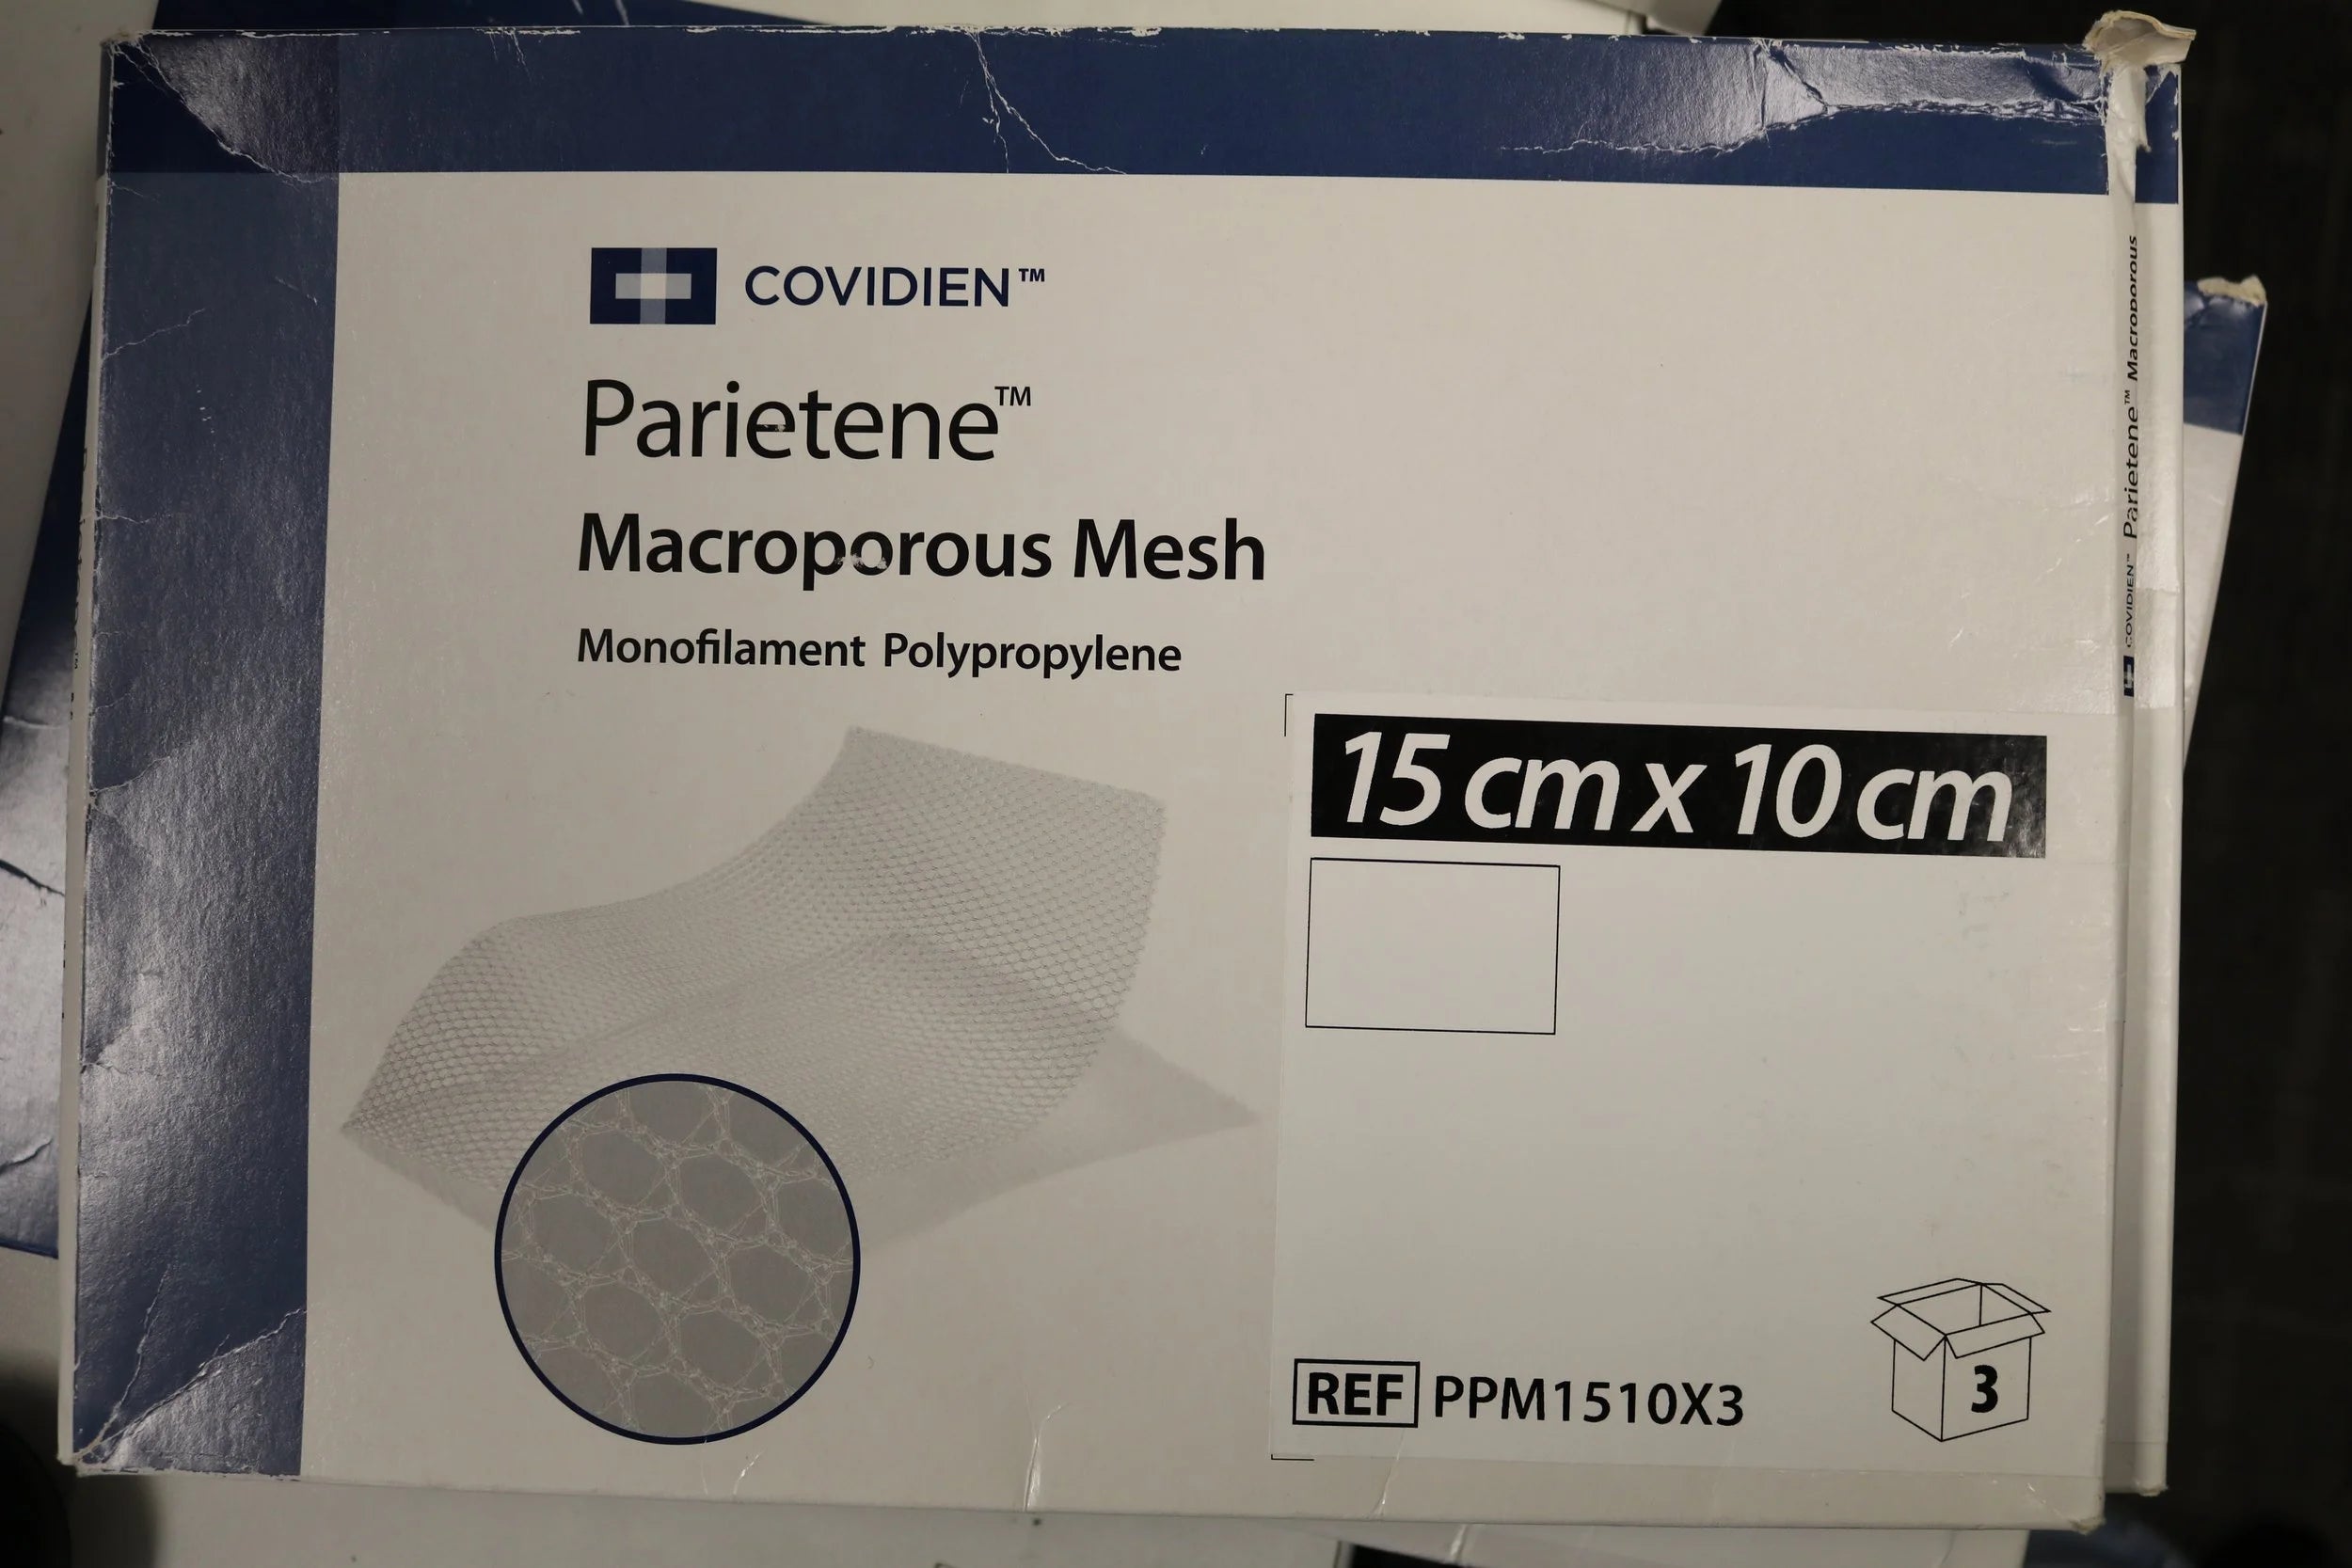 COVIDIEN™
Parietene™
Macroporous Mesh
Monofilament Polypropylene
15 cm x 10 cm
REF PPM1510X3
3
COVIDIEN™ Parietene™ Macroporous